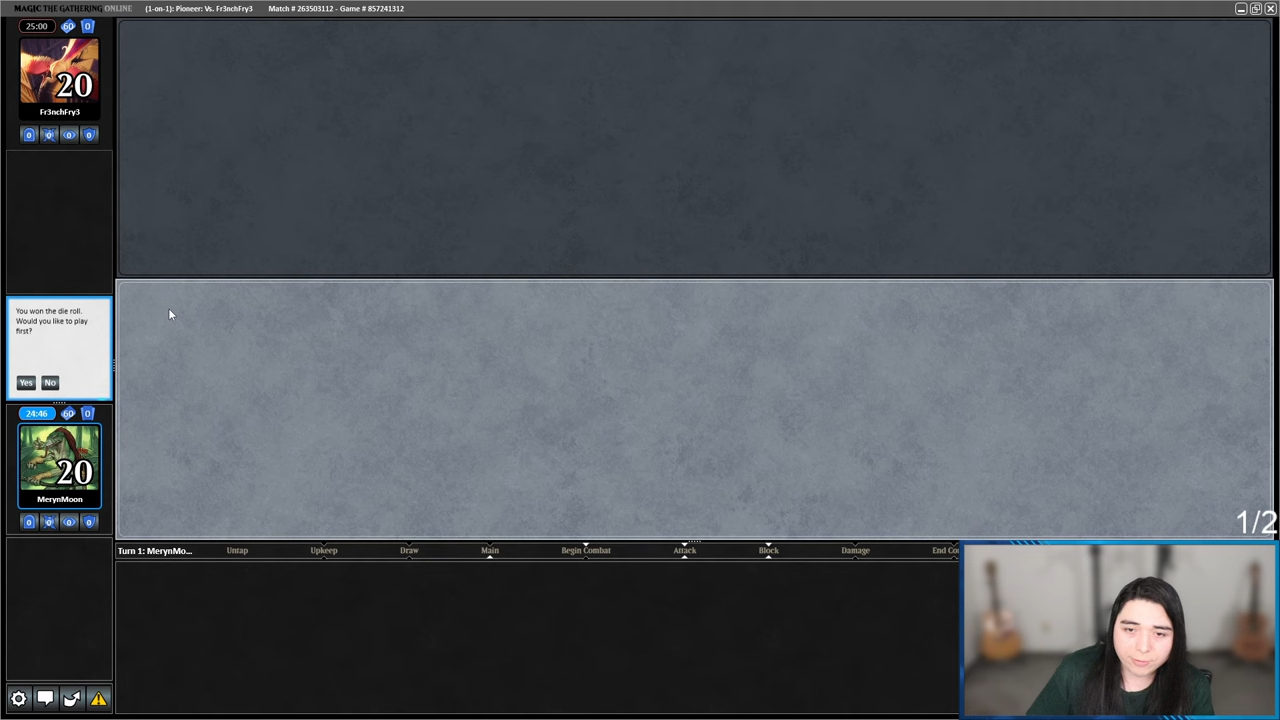 MAGIC THE GATHERING ONLINE (1-on-1): Pioneer: Vs. Fr3nchFry3 Match # 263503112 - Game # 857241312
25:00 60 0
20
Fr3nchFry3
0 0 0 0
You won the die roll.
Would you like to play
first?
Yes No
24:46 60 0
20
MerynMoon
0 0 0 0
1/2
Turn 1: MerynMo... Untap Upkeep Draw Main Begin Combat Attack Block Damage End Co